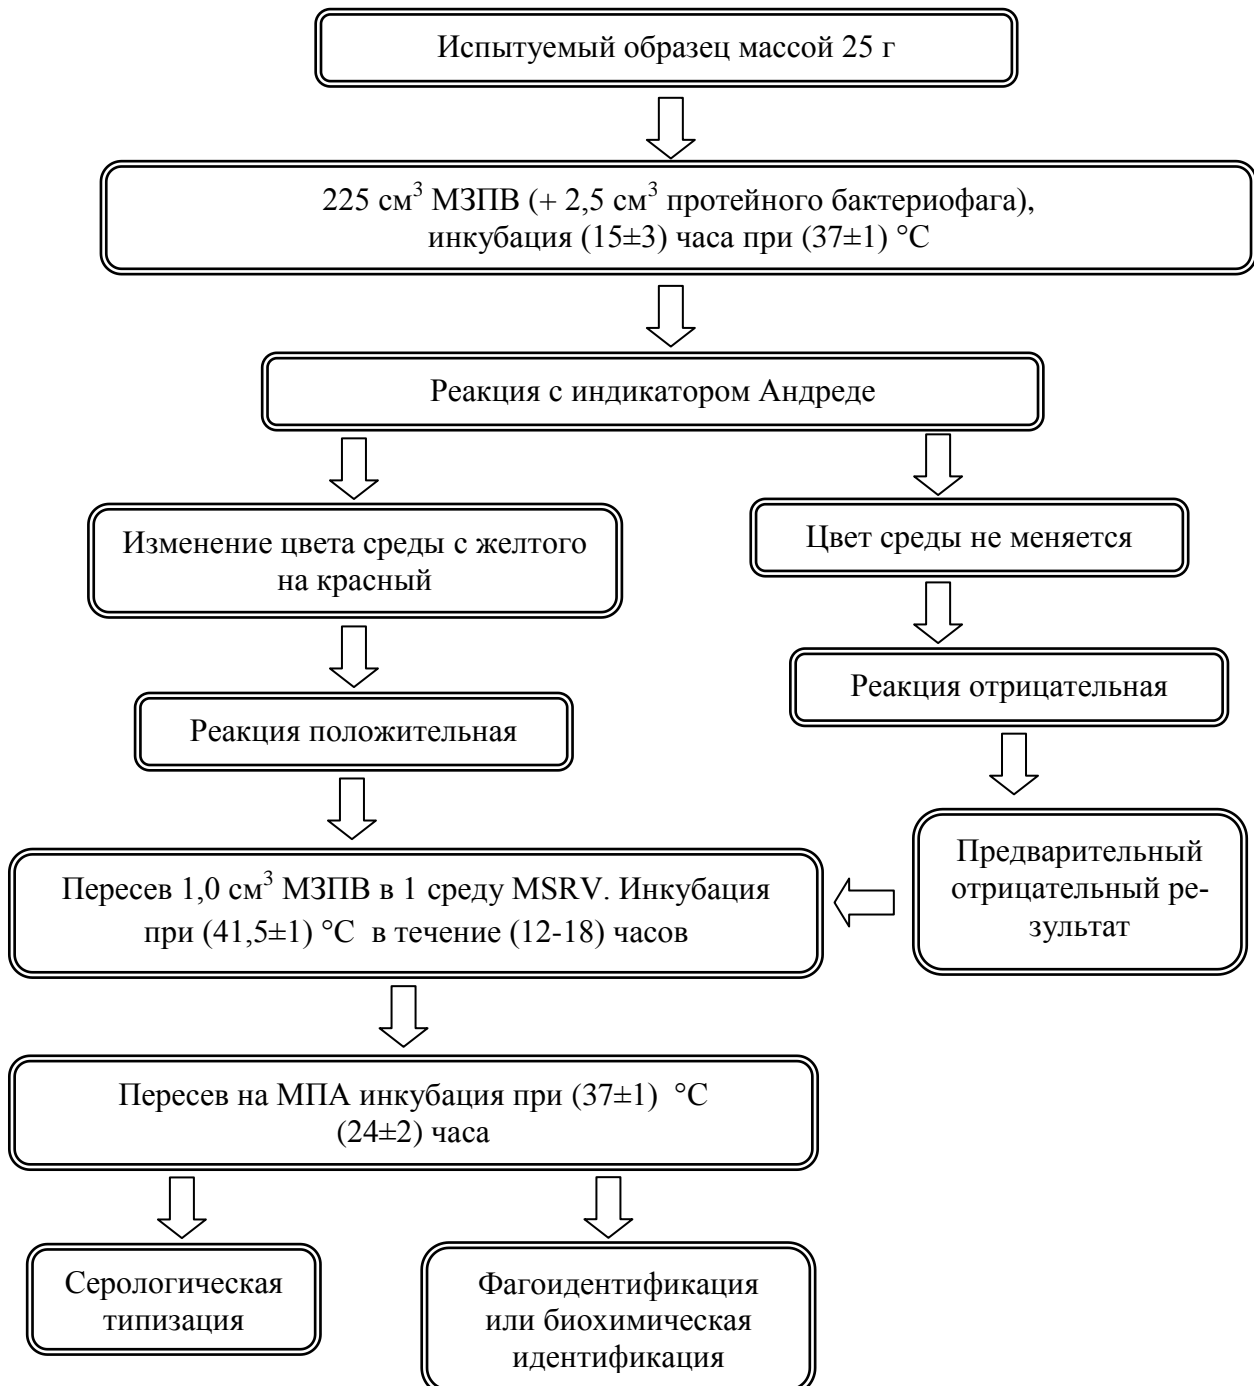 Испытуемый образец массой 25 г
225 см³ МЗПВ (+ 2,5 см³ протейного бактериофага),
инкубация (15±3) часа при (37±1) °С
Реакция с индикатором Андреде
Изменение цвета среды с желтого
на красный
Цвет среды не меняется
Реакция положительная
Реакция отрицательная
Пересев 1,0 см³ МЗПВ в 1 среду MSRV. Инкубация
при (41,5±1) °С в течение (12-18) часов
Предварительный
отрицательный ре-
зультат
Пересев на МПА инкубация при (37±1) °С
(24±2) часа
Серологическая
типизация
Фагоидентификация
или биохимическая
идентификация